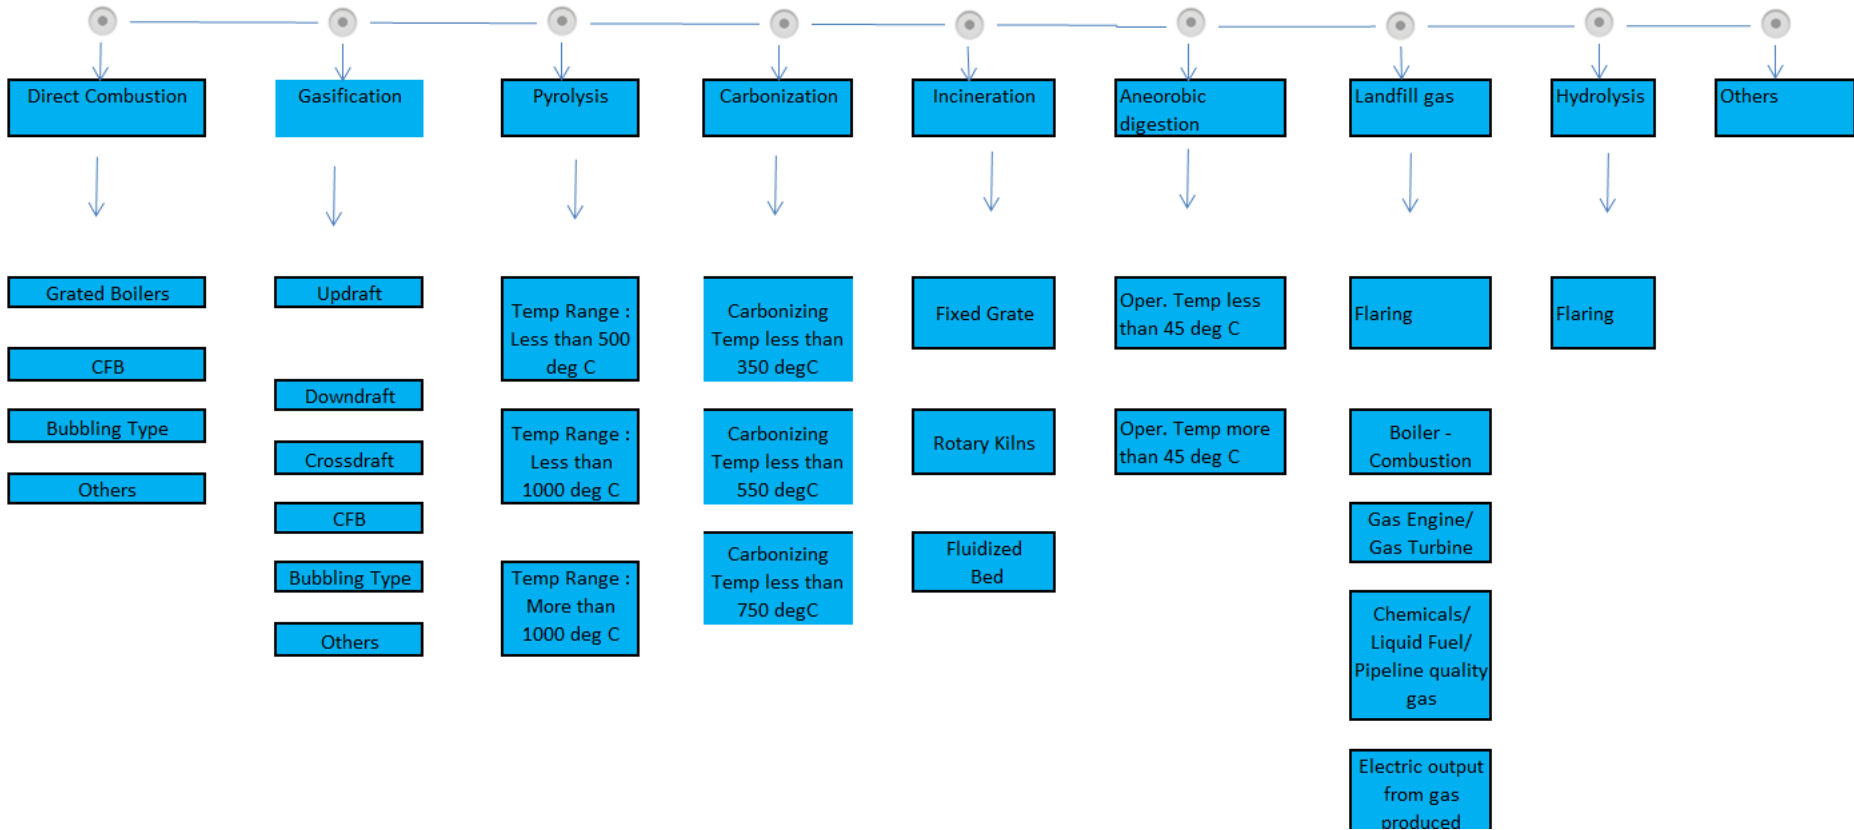 Direct Combustion
Gasification
Pyrolysis
Carbonization
Incineration
Aneorobic
digestion
Landfill gas
Hydrolysis
Others
Grated Boilers
CFB
Bubbling Type
Others
Updraft
Downdraft
Crossdraft
CFB
Bubbling Type
Others
Temp Range :
Less than 500
deg C
Temp Range :
Less than
1000 deg C
Temp Range :
More than
1000 deg C
Carbonizing
Temp less than
350 degC
Carbonizing
Temp less than
550 degC
Carbonizing
Temp less than
750 degC
Fixed Grate
Rotary Kilns
Fluidized
Bed
Oper. Temp less
than 45 deg C
Oper. Temp more
than 45 deg C
Flaring
Boiler -
Combustion
Gas Engine/
Gas Turbine
Chemicals/
Liquid Fuel/
Pipeline quality
gas
Electric output
from gas
produced
Flaring